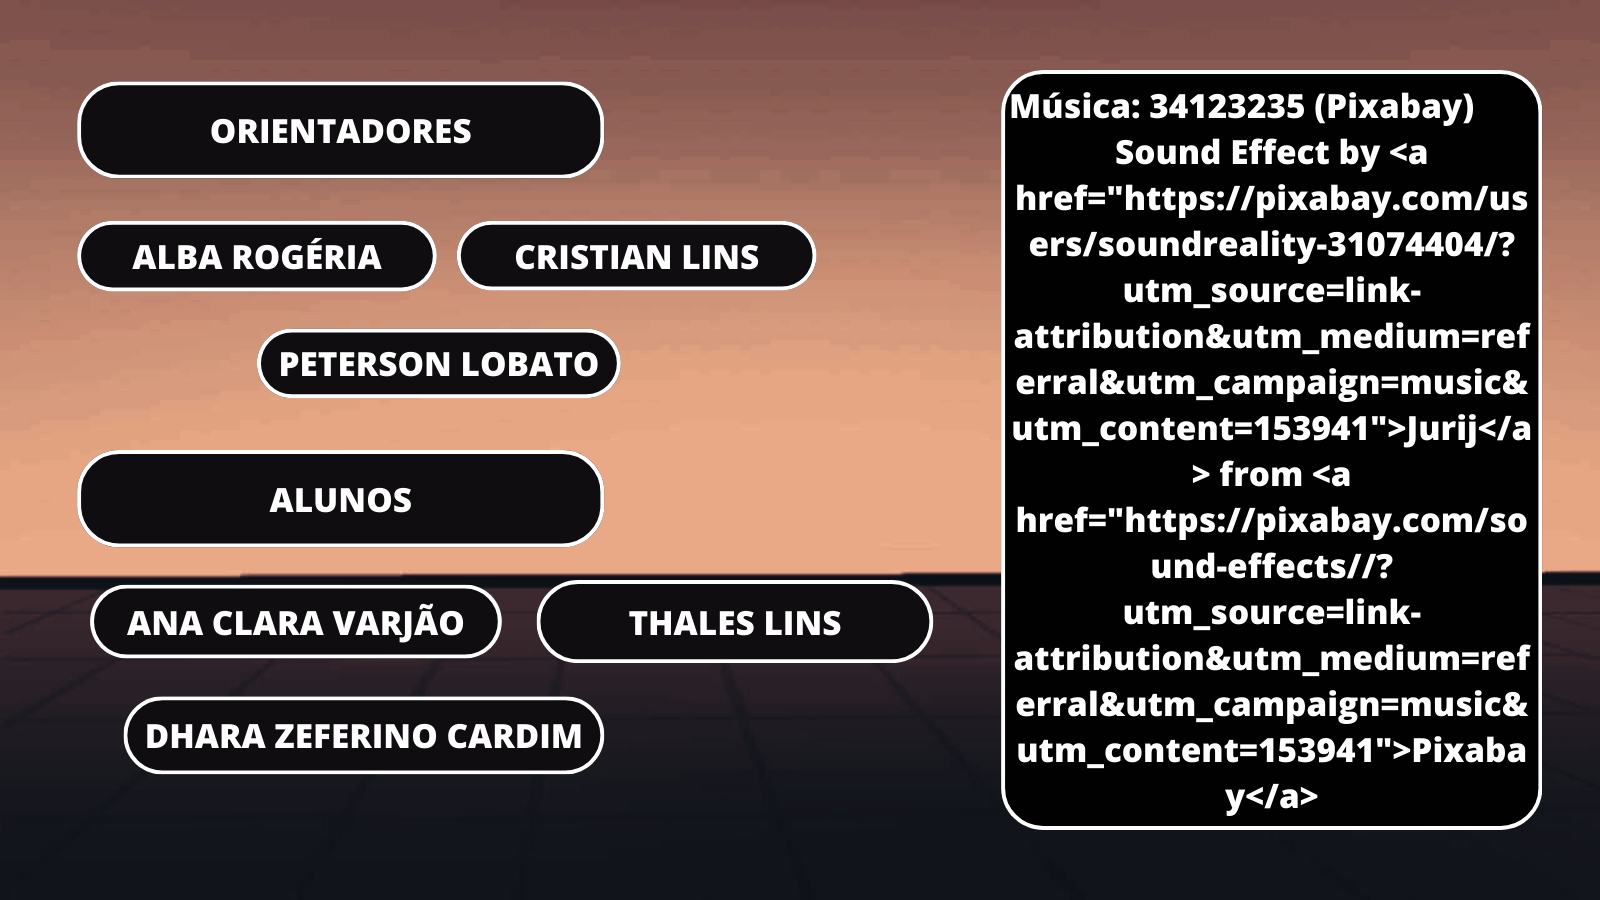 ORIENTADORES
ALBA ROGÉRIA
CRISTIAN LINS
PETERSON LOBATO
ALUNOS
ANA CLARA VARJÃO
THALES LINS
DHARA ZEFERINO CARDIM
Música: 34123235 (Pixabay)
Sound Effect by <a
href="https://pixabay.com/us
ers/soundreality-31074404/?
utm_source=link-
attribution&utm_medium=ref
erral&utm_campaign=music&
utm_content=153941">Jurij</a
> from <a
href="https://pixabay.com/so
und-effects//?
utm_source=link-
attribution&utm_medium=ref
erral&utm_campaign=music&
utm_content=153941">Pixaba
y</a>